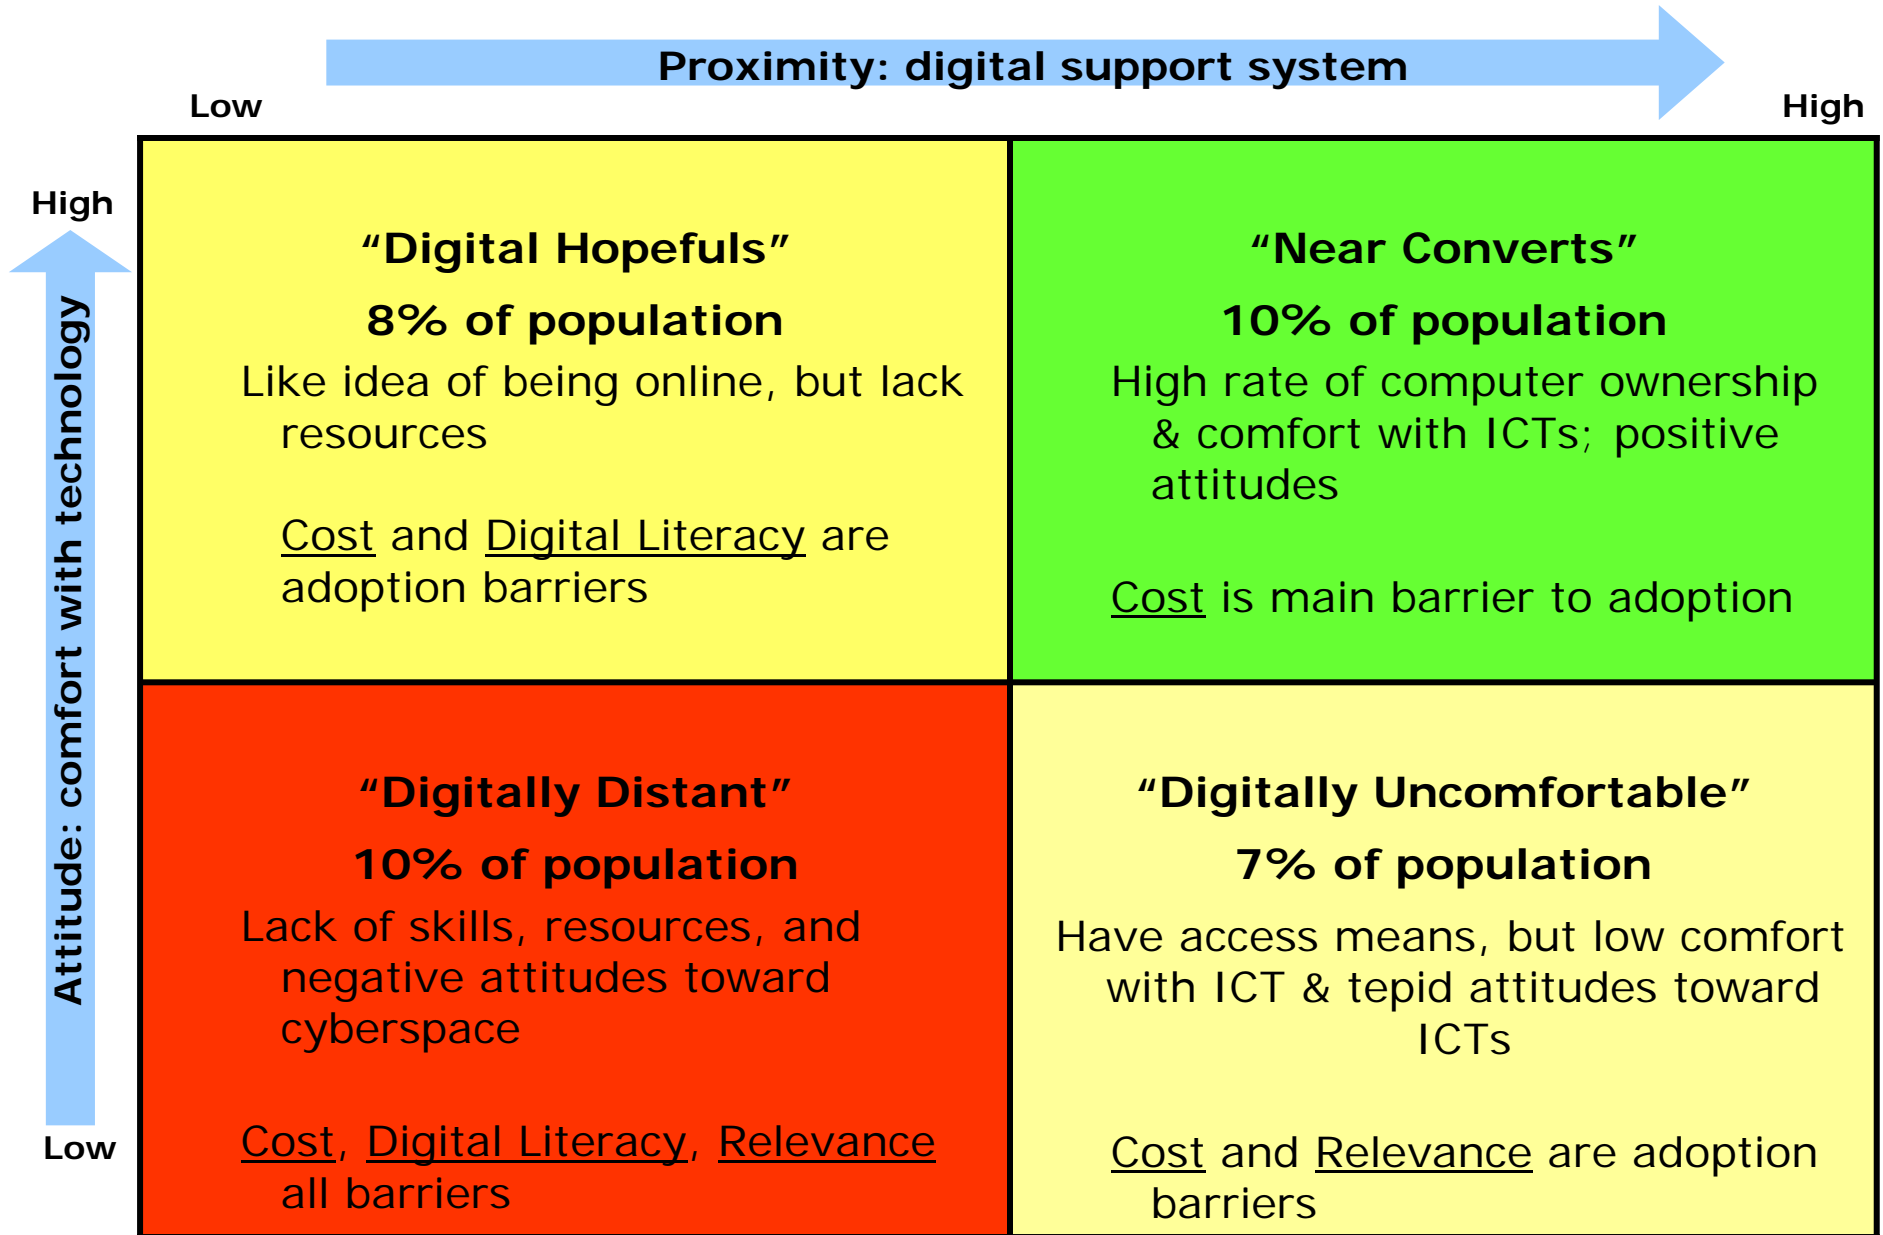 Proximity: digital support system
Low
High
High
Attitude: comfort with technology
Low
“Digital Hopefuls”
8% of population
Like idea of being online, but lack
resources
Cost and Digital Literacy are
adoption barriers
“Near Converts”
10% of population
High rate of computer ownership
& comfort with ICTs; positive
attitudes
Cost is main barrier to adoption
“Digitally Distant”
10% of population
Lack of skills, resources, and
negative attitudes toward
cyberspace
Cost, Digital Literacy, Relevance
all barriers
“Digitally Uncomfortable”
7% of population
Have access means, but low comfort
with ICT & tepid attitudes toward
ICTs
Cost and Relevance are adoption
barriers